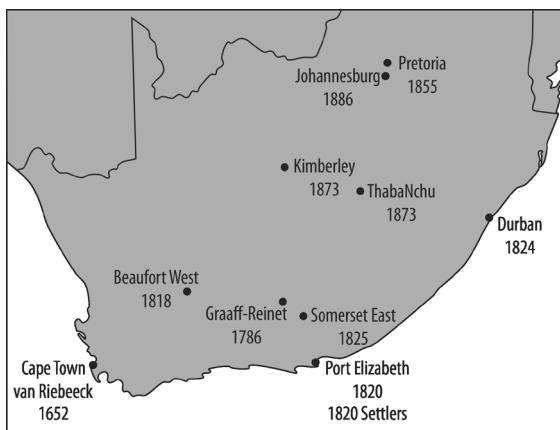 Pretoria
1855
Johannesburg
1886
Kimberley
1873
ThabaNchu
1873
Durban
1824
Beaufort West
1818
Graaff-Reinet
1786
Somerset East
1825
Cape Town
van Riebeeck
1652
Port Elizabeth
1820
1820 Settlers